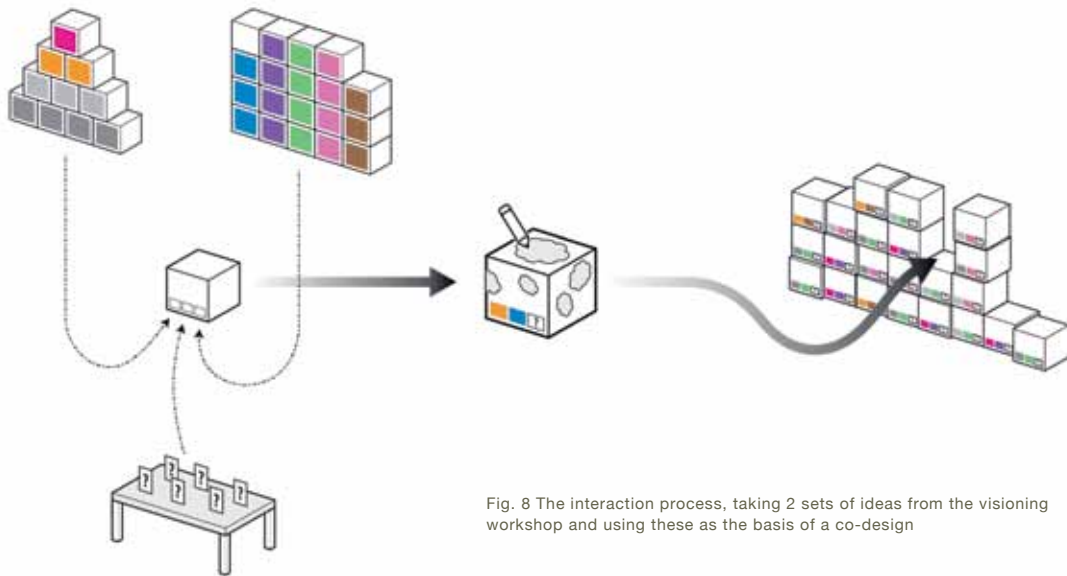 ?
? ? ? ? ? ?
Fig. 8 The interaction process, taking 2 sets of ideas from the visioning
workshop and using these as the basis of a co-design